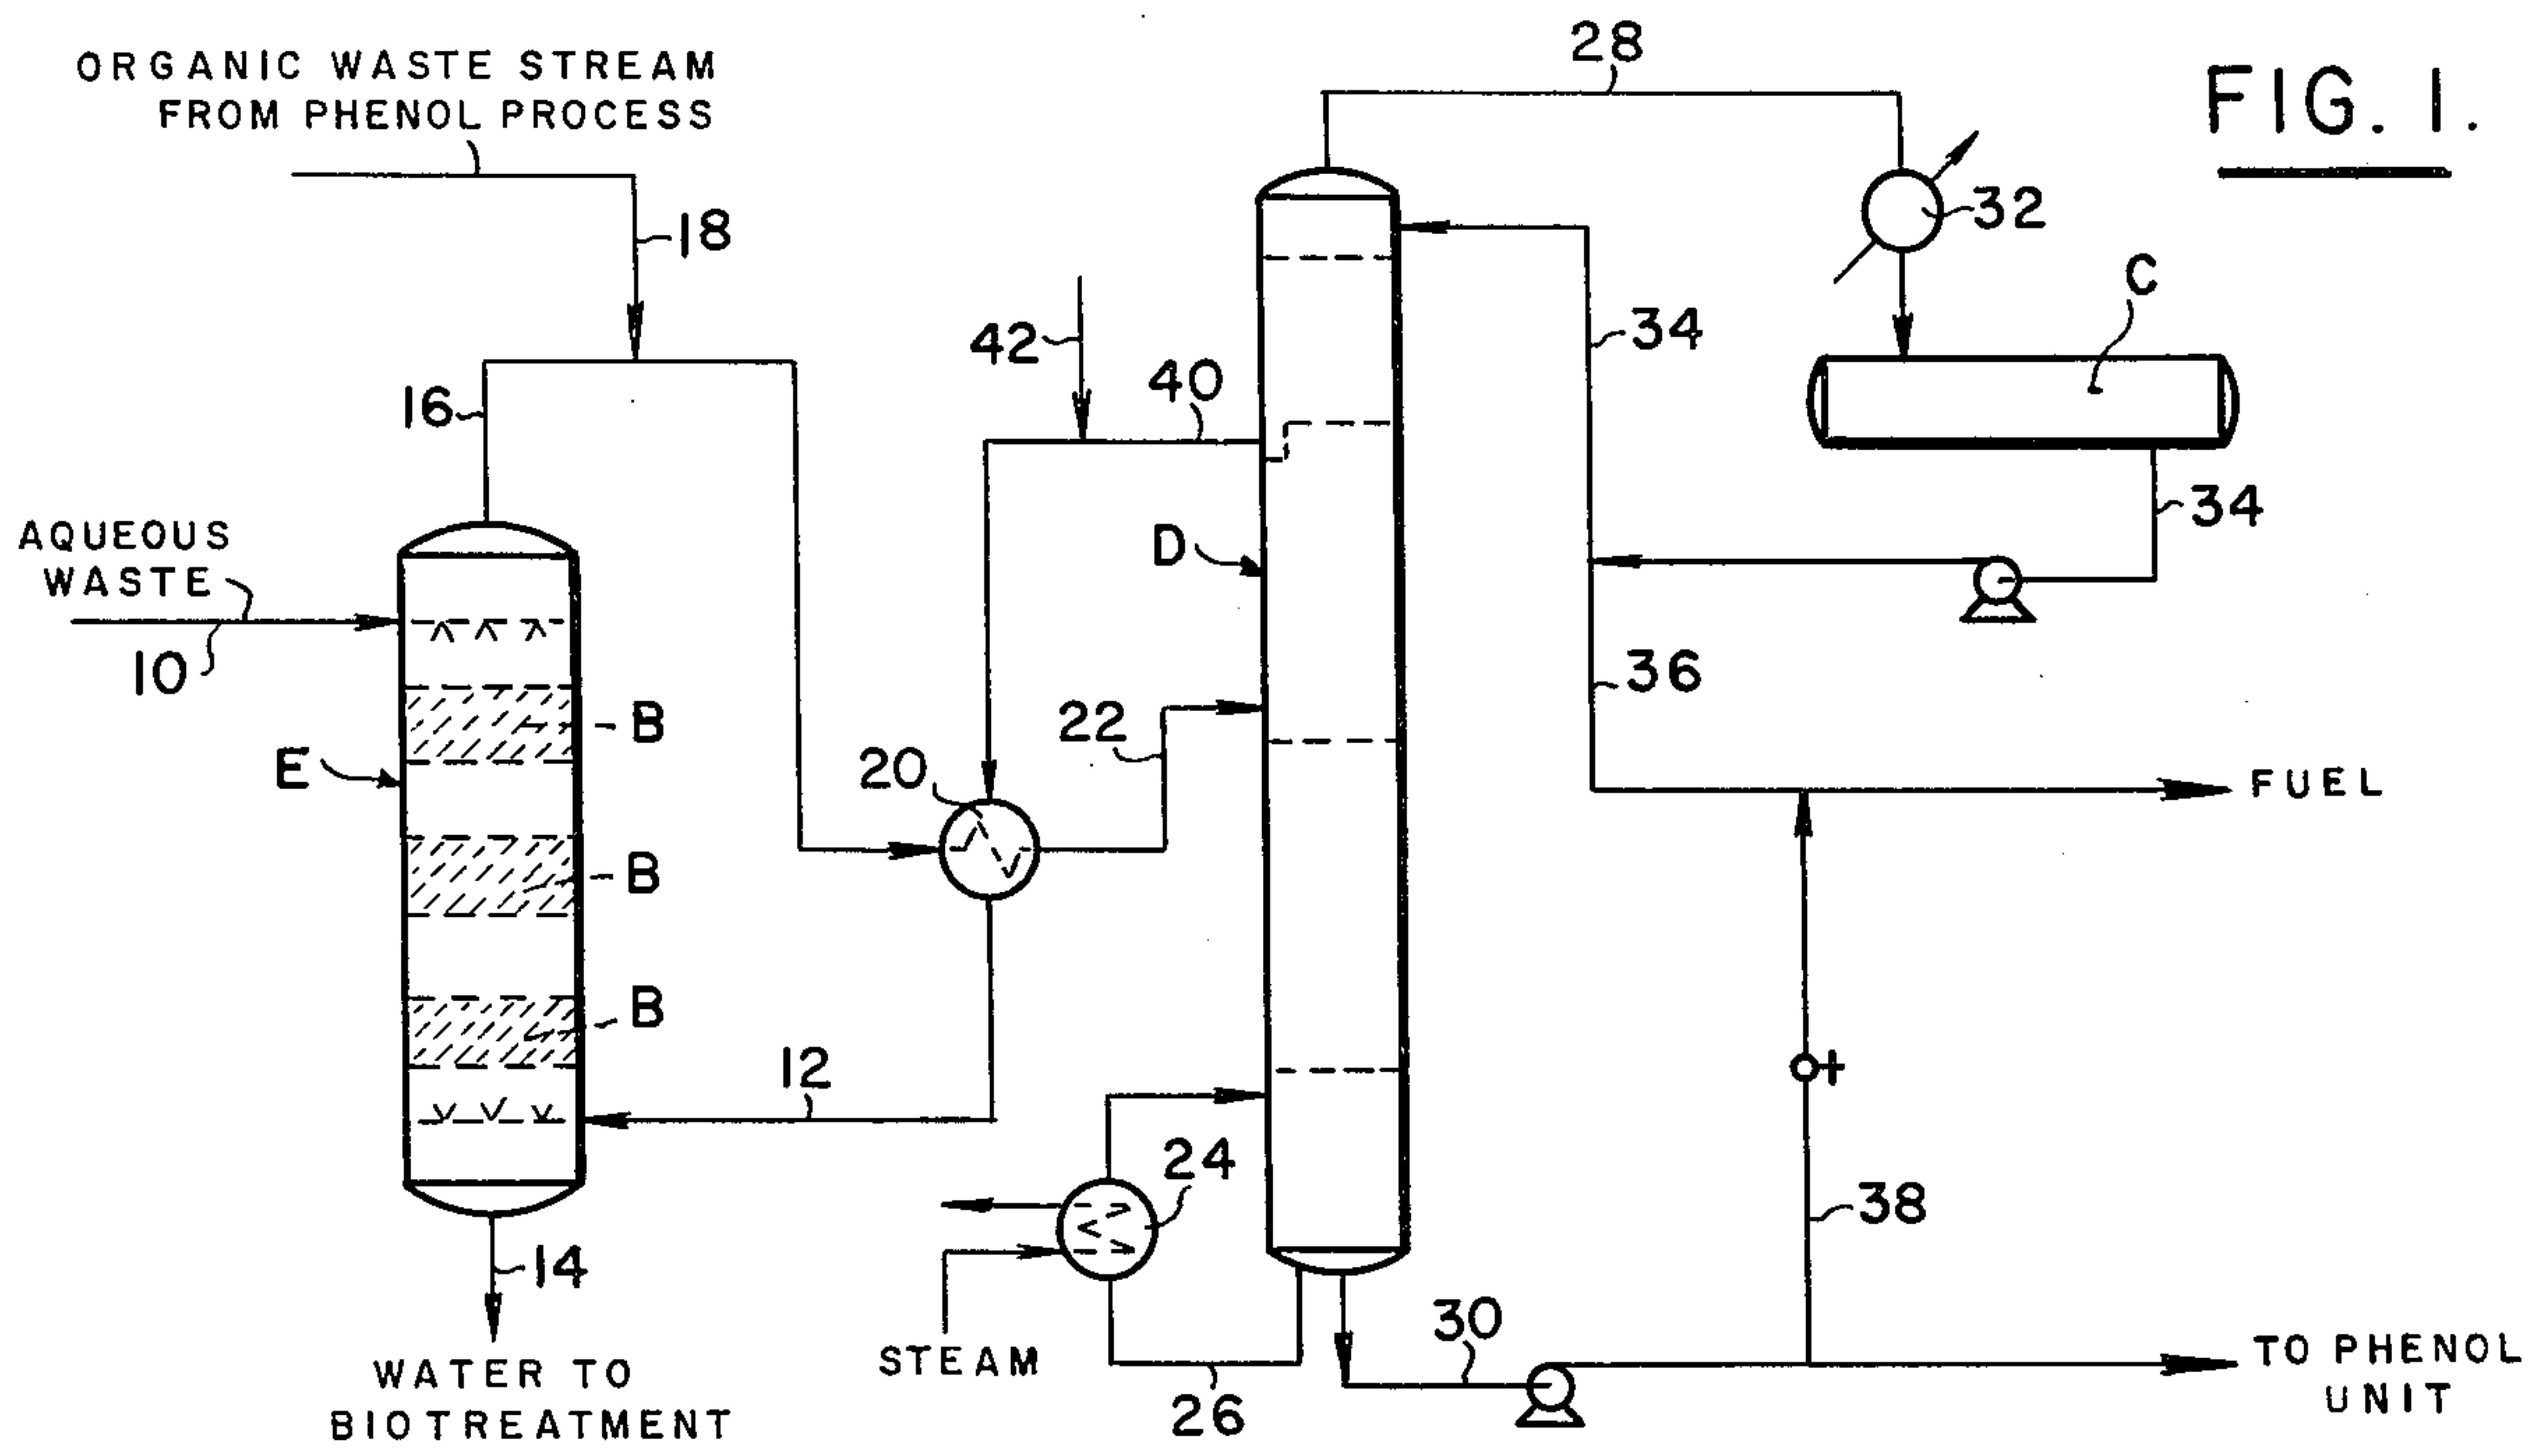 FIG. 1.
ORGANIC WASTE STREAM
FROM PHENOL PROCESS
28
18
32
C
42
34
40
16
34
AQUEOUS
WASTE
D
10
36
B
22
E
20
FUEL
B
B
12
24
38
14
30
STEAM
TO PHENOL
UNIT
WATER TO
BIOTREATMENT
26